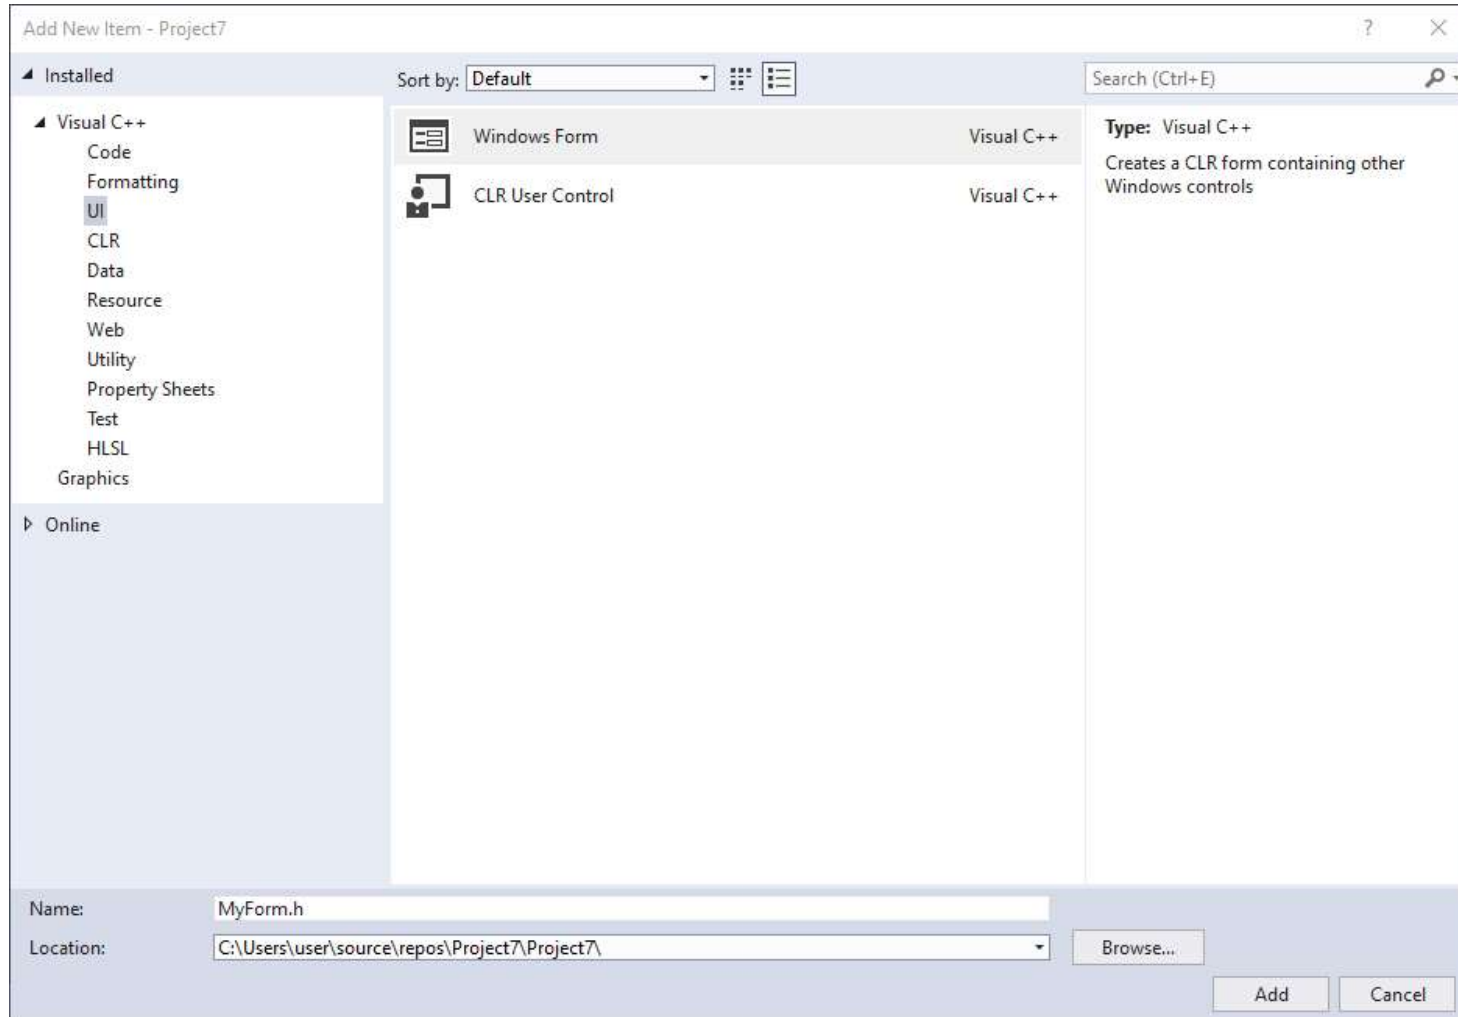 Add New Item - Project7
?
Installed
Sort by: Default
Search (Ctrl+E)
Visual C++
Code
Formatting
UI
CLR
Data
Resource
Web
Utility
Property Sheets
Test
HLSL
Graphics
Online
Windows Form Visual C++
CLR User Control Visual C++
Type: Visual C++
Creates a CLR form containing other
Windows controls
Name: MyForm.h
Location: C:\Users\user\source\repos\Project7\Project7\
Browse...
Add Cancel